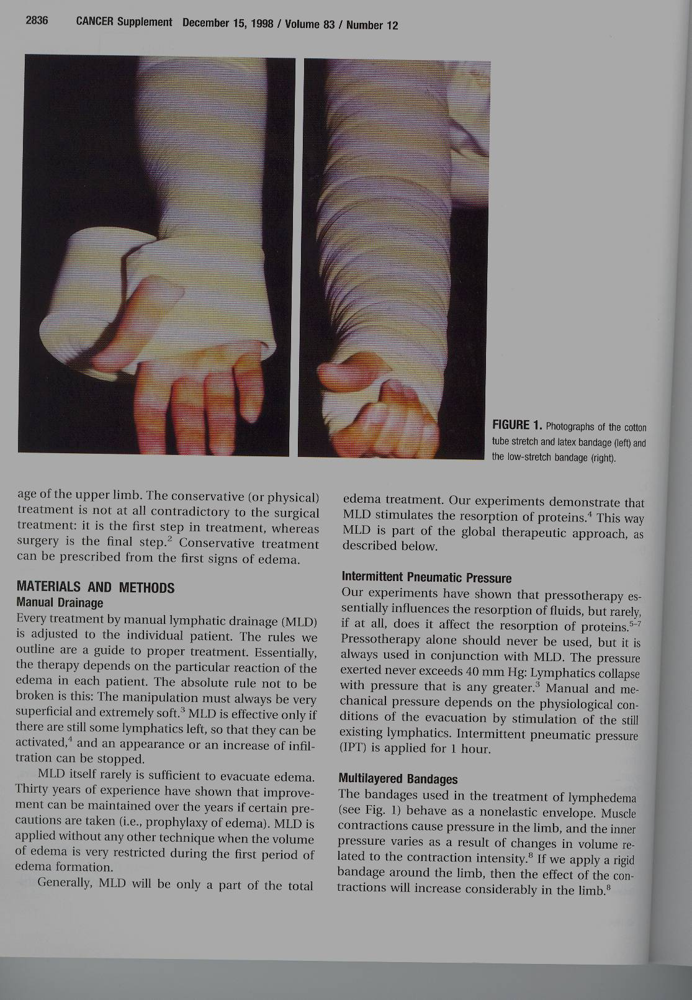 2836 CANCER Supplement December 15, 1998 / Volume 83 / Number 12
FIGURE 1. Photographs of the cotton
tube stretch and latex bandage (left) and
the low-stretch bandage (right).
age of the upper limb. The conservative (or physical)
treatment is not at all contradictory to the surgical
treatment: it is the first step in treatment, whereas
surgery is the final step.2 Conservative treatment
can be prescribed from the first signs of edema.
MATERIALS AND METHODS
Manual Drainage
Every treatment by manual lymphatic drainage (MLD)
is adjusted to the individual patient. The rules we
outline are a guide to proper treatment. Essentially,
the therapy depends on the particular reaction of the
edema in each patient. The absolute rule not to be
broken is this: The manipulation must always be very
superficial and extremely soft.3 MLD is effective only if
there are still some lymphatics left, so that they can be
activated,4 and an appearance or an increase of infil-
tration can be stopped.
MLD itself rarely is sufficient to evacuate edema.
Thirty years of experience have shown that improve-
ment can be maintained over the years if certain pre-
cautions are taken (i.e., prophylaxy of edema). MLD is
applied without any other technique when the volume
of edema is very restricted during the first period of
edema formation.
Generally, MLD will be only a part of the total
edema treatment. Our experiments demonstrate that
MLD stimulates the resorption of proteins.4 This way
MLD is part of the global therapeutic approach, as
described below.
Intermittent Pneumatic Pressure
Our experiments have shown that pressotherapy es-
sentially influences the resorption of fluids, but rarely,
if at all, does it affect the resorption of proteins.5–7
Pressotherapy alone should never be used, but it is
always used in conjunction with MLD. The pressure
exerted never exceeds 40 mm Hg: Lymphatics collapse
with pressure that is any greater.3 Manual and me-
chanical pressure depends on the physiological con-
ditions of the evacuation by stimulation of the still
existing lymphatics. Intermittent pneumatic pressure
(IPT) is applied for 1 hour.
Multilayered Bandages
The bandages used in the treatment of lymphedema
(see Fig. 1) behave as a nonelastic envelope. Muscle
contractions cause pressure in the limb, and the inner
pressure varies as a result of changes in volume re-
lated to the contraction intensity.8 If we apply a rigid
bandage around the limb, then the effect of the con-
tractions will increase considerably in the limb.8